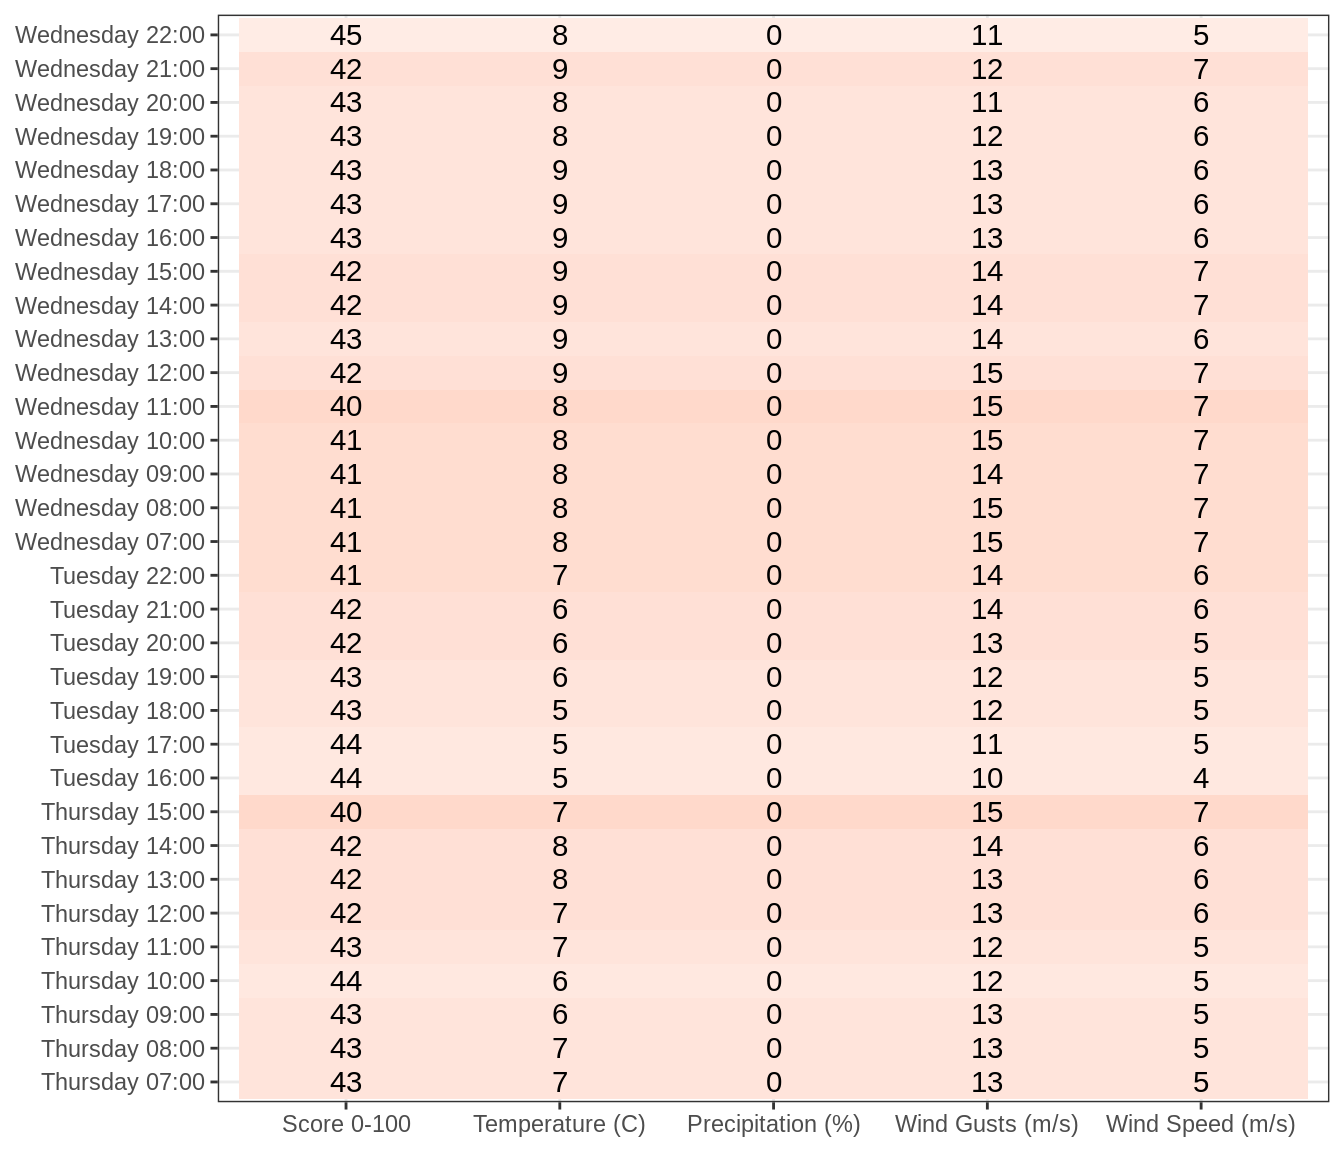 Wednesday 22:00 45 8 0 11 5
Wednesday 21:00 42 9 0 12 7
Wednesday 20:00 43 8 0 11 6
Wednesday 19:00 43 8 0 12 6
Wednesday 18:00 43 9 0 13 6
Wednesday 17:00 43 9 0 13 6
Wednesday 16:00 43 9 0 13 6
Wednesday 15:00 42 9 0 14 7
Wednesday 14:00 42 9 0 14 7
Wednesday 13:00 43 9 0 14 6
Wednesday 12:00 42 9 0 15 7
Wednesday 11:00 40 8 0 15 7
Wednesday 10:00 41 8 0 15 7
Wednesday 09:00 41 8 0 14 7
Wednesday 08:00 41 8 0 15 7
Wednesday 07:00 41 8 0 15 7
Tuesday 22:00 41 7 0 14 6
Tuesday 21:00 42 6 0 14 6
Tuesday 20:00 42 6 0 13 5
Tuesday 19:00 43 6 0 12 5
Tuesday 18:00 43 5 0 12 5
Tuesday 17:00 44 5 0 11 5
Tuesday 16:00 44 5 0 10 4
Thursday 15:00 40 7 0 15 7
Thursday 14:00 42 8 0 14 6
Thursday 13:00 42 8 0 13 6
Thursday 12:00 42 7 0 13 6
Thursday 11:00 43 7 0 12 5
Thursday 10:00 44 6 0 12 5
Thursday 09:00 43 6 0 13 5
Thursday 08:00 43 7 0 13 5
Thursday 07:00 43 7 0 13 5
Score 0-100 Temperature (C) Precipitation (%) Wind Gusts (m/s) Wind Speed (m/s)